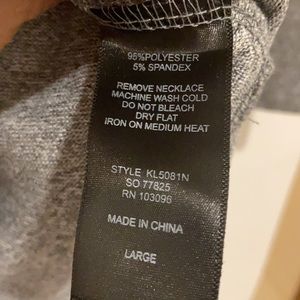 95%POLYESTER
5% SPANDEX
REMOVE NECKLACE
MACHINE WASH COLD
DO NOT BLEACH
DRY FLAT
IRON ON MEDIUM HEAT
STYLE KL5081N
SO 77825
RN 103096
MADE IN CHINA
LARGE